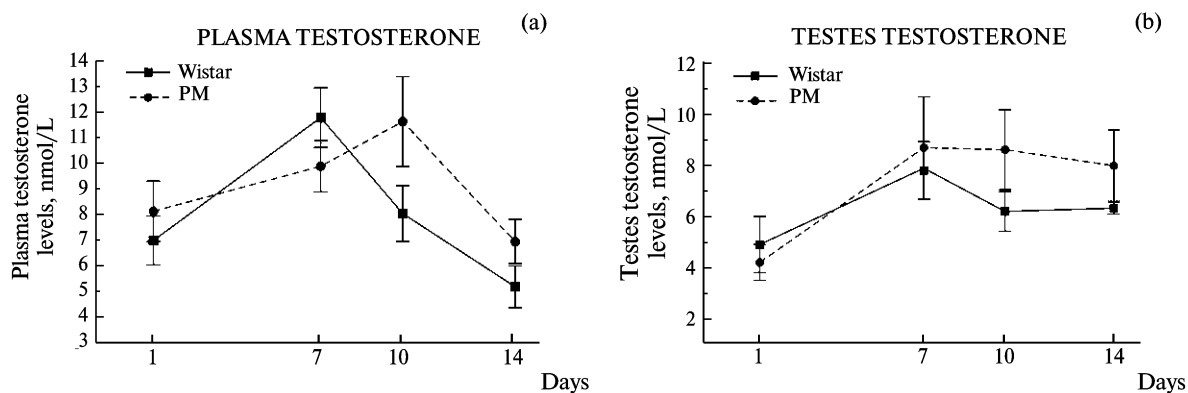 (a)
PLASMA TESTOSTERONE
Wistar
PM
Plasma testosterone
levels, nmol/L
14
13
12
11
10
9
8
7
6
5
4
3
1 7 10 14
Days
(b)
TESTES TESTOSTERONE
Wistar
PM
Testes testosterone
levels, nmol/L
12
10
8
6
4
2
1 7 10 14
Days